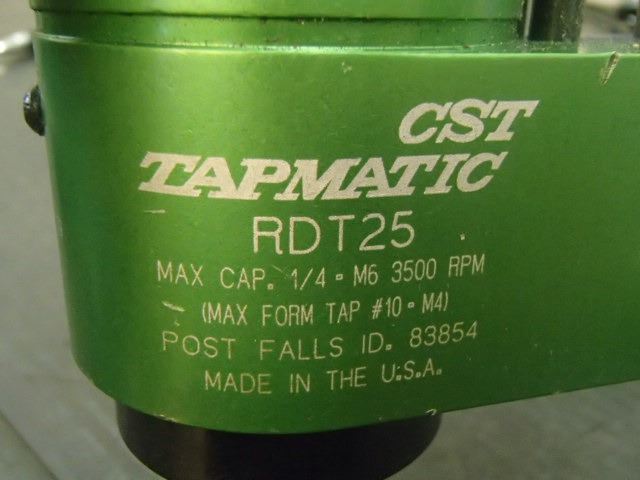 CST
TAPMATIC
RDT25
MAX CAP. 1/4 - M6 3500 RPM
(MAX FORM TAP #10 - M4)
POST FALLS ID. 83854
MADE IN THE U.S.A.